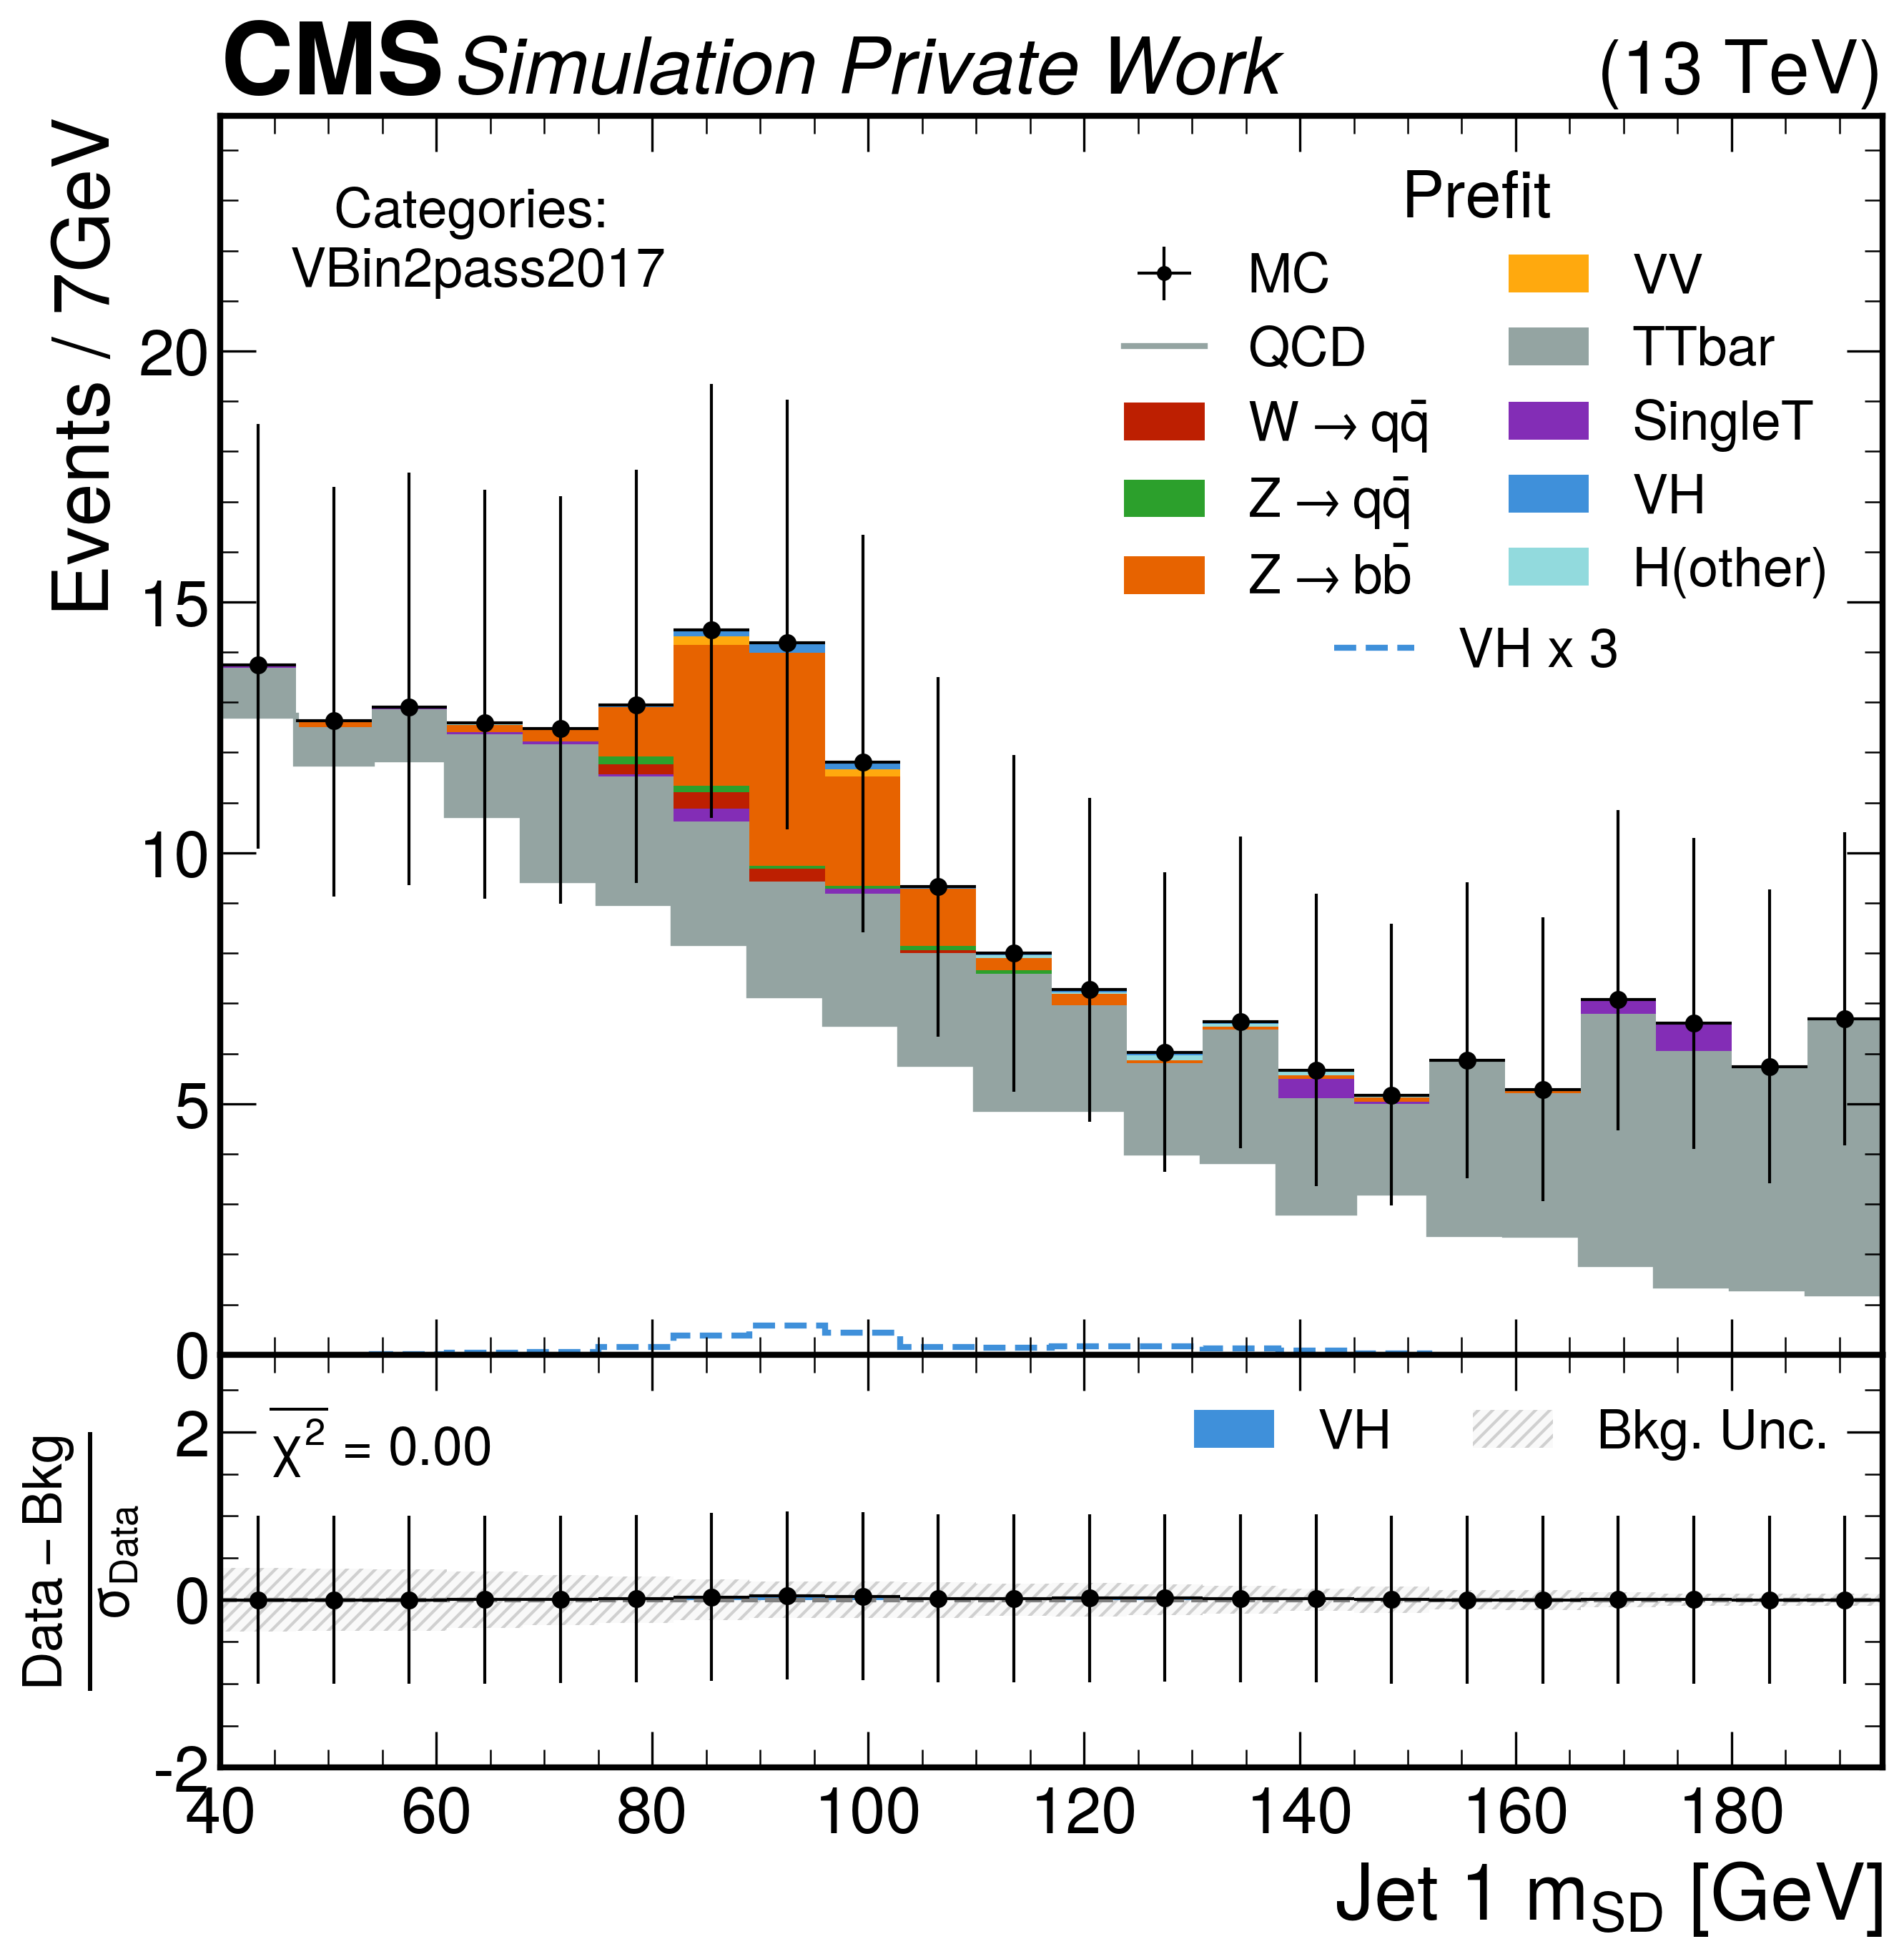 CMS Simulation Private Work (13 TeV)
Events / 7GeV
Categories:
VBin2pass2017
Prefit
MC
QCD
W → qq̄
Z → qq̄
Z → bb̄
VV
TTbar
SingleT
VH
H(other)
VH x 3
20
15
10
5
0
Data − Bkg
σData
χ² = 0.00
VH
Bkg. Unc.
2
0
-2
40 60 80 100 120 140 160 180
Jet 1 mSD [GeV]